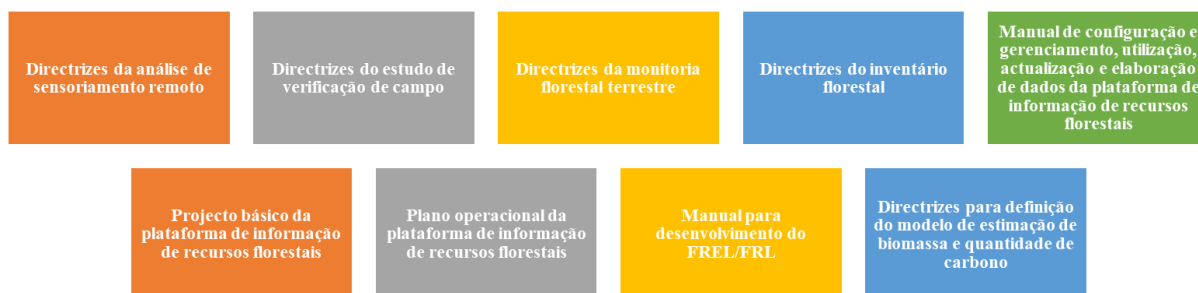 Directrizes da análise de
sensoriamento remoto
Directrizes do estudo de
verificação de campo
Directrizes da monitoria
florestal terrestre
Directrizes do inventário
florestal
Manual de configuração e
gerenciamento, utilização,
actualização e elaboração
de dados da plataforma de
informação de recursos
florestais
Projecto básico da
plataforma de informação
de recursos florestais
Plano operacional da
plataforma de informação
de recursos florestais
Manual para
desenvolvimento do
FREL/FRL
Directrizes para definição
do modelo de estimação de
biomassa e quantidade de
carbono